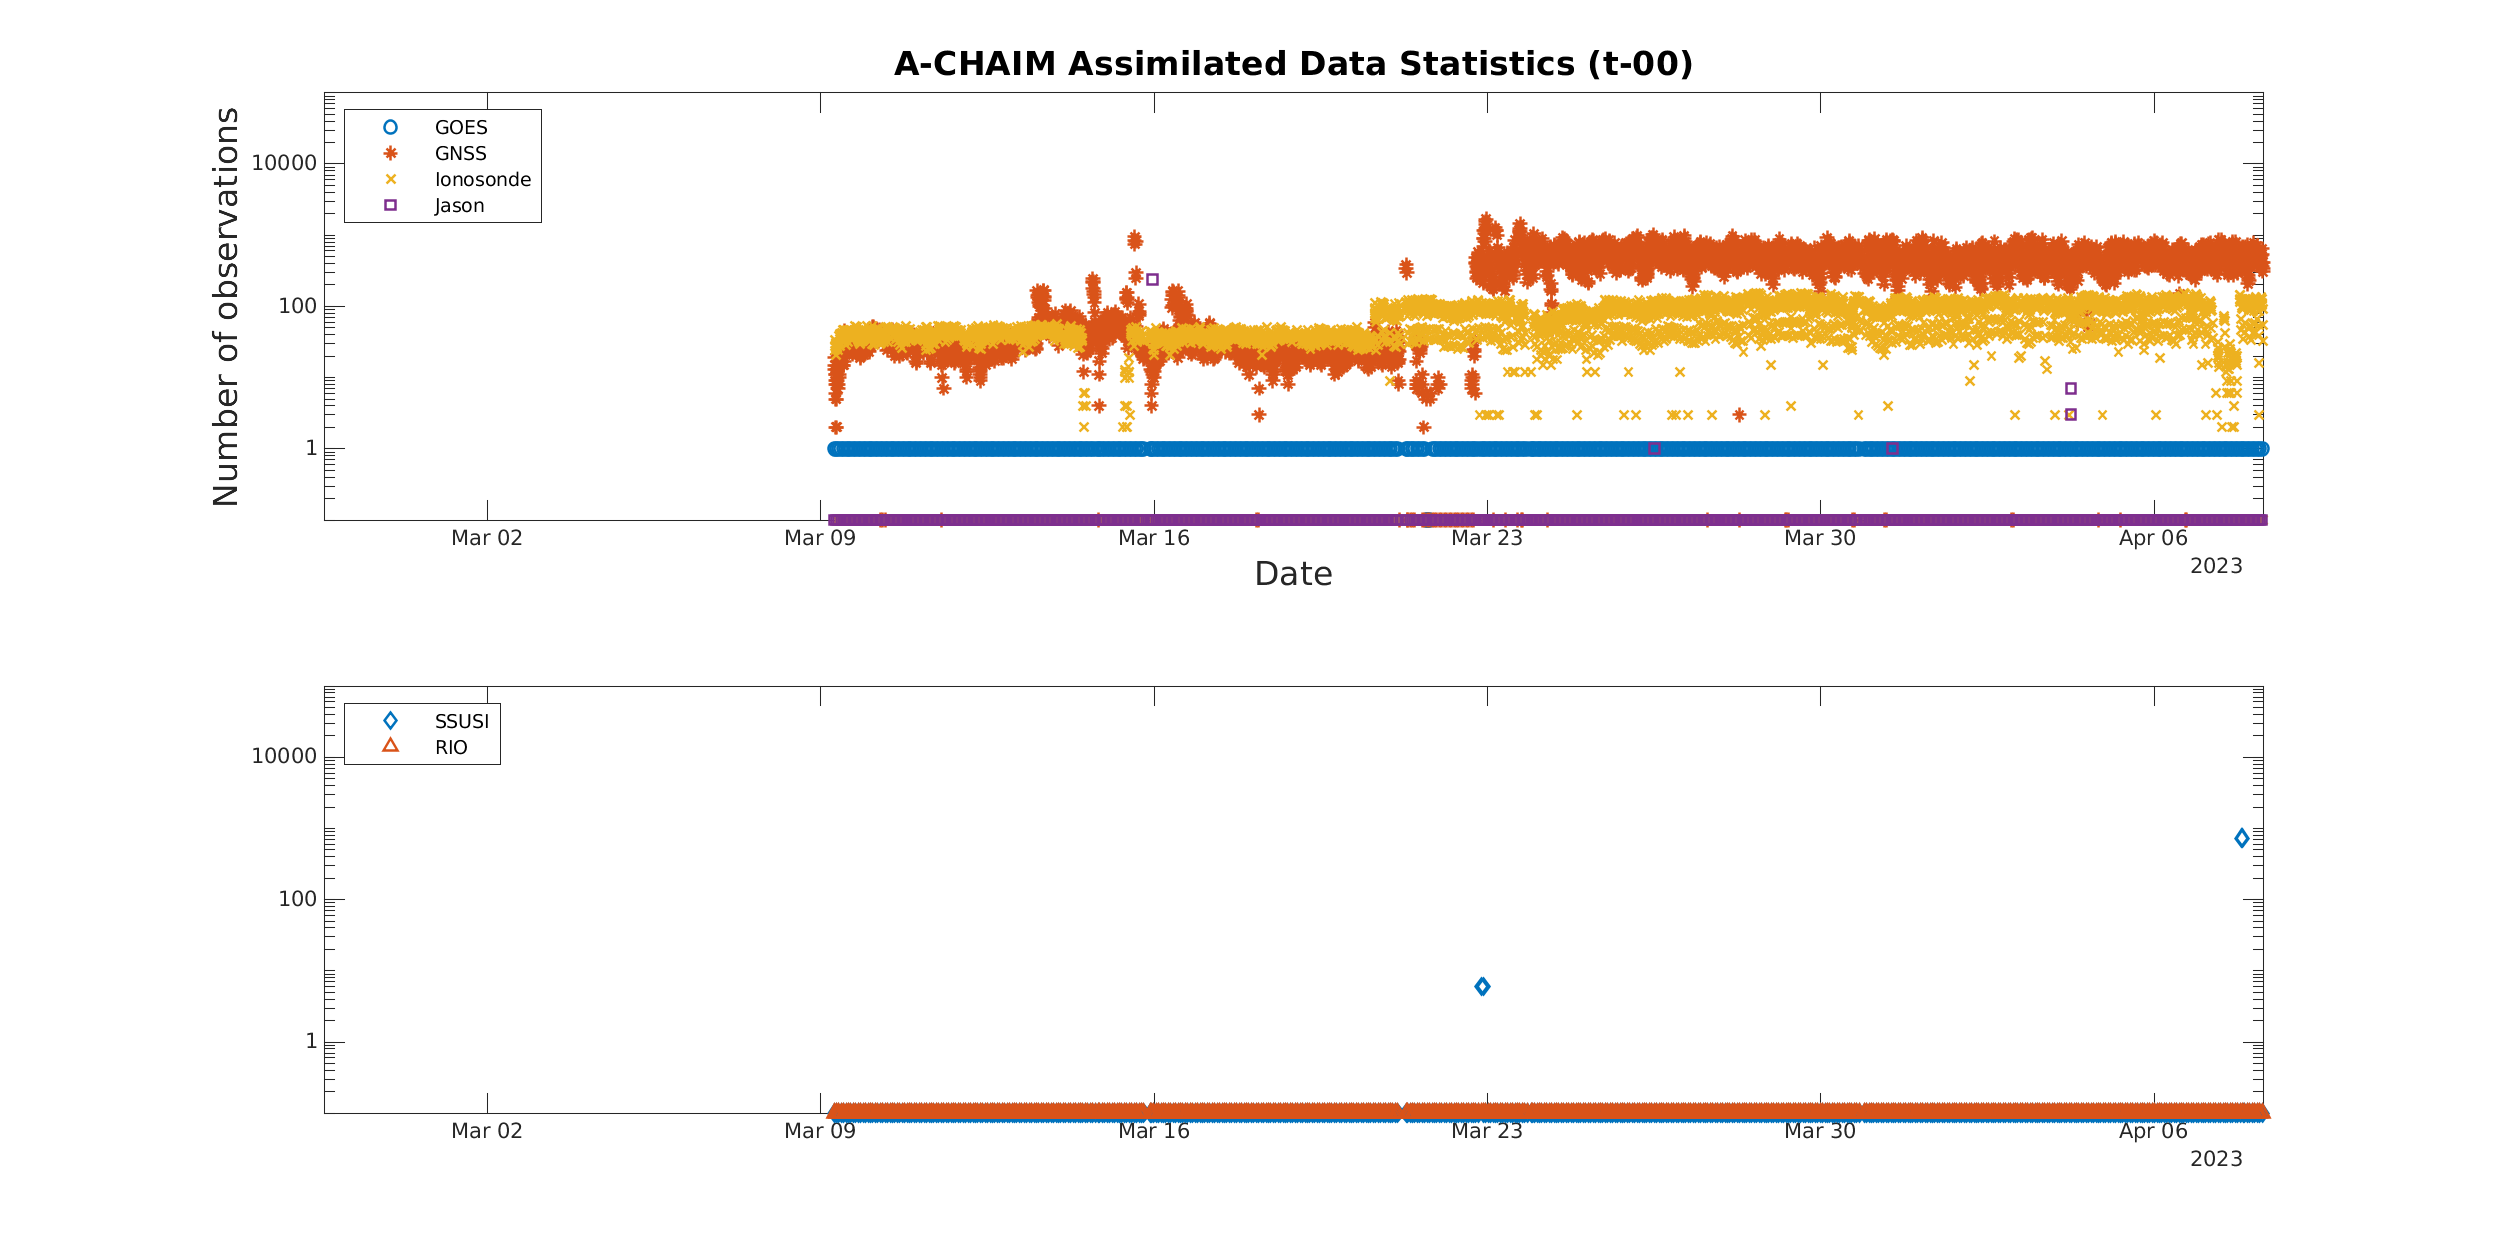 A-CHAIM Assimilated Data Statistics (t-00)
Number of observations
GOES
GNSS
Ionosonde
Jason
10000
100
1
Mar 02
Mar 09
Mar 16
Mar 23
Mar 30
Apr 06
2023
Date
SSUSI
RIO
10000
100
1
Mar 02
Mar 09
Mar 16
Mar 23
Mar 30
Apr 06
2023